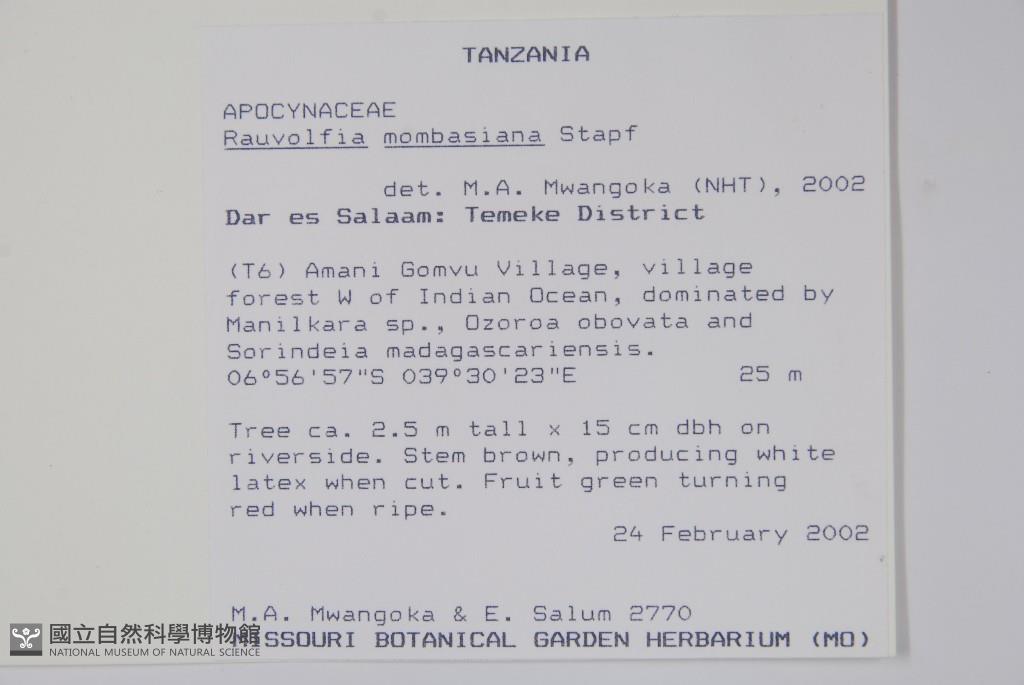 TANZANIA
APOCYNACEAE
Rauvolfia mombasiana Stapf
det. M.A. Mwangoka (NHT), 2002
Dar es Salaam: Temeke District
(T6) Amani Gomvu Village, village
forest W of Indian Ocean, dominated by
Manilkara sp., Ozoroa obovata and
Sorindeia madagascariensis.
06°56'57"S 039°30'23"E 25 m
Tree ca. 2.5 m tall x 15 cm dbh on
riverside. Stem brown, producing white
latex when cut. Fruit green turning
red when ripe.
24 February 2002
M.A. Mwangoka & E. Salum 2770
MISSOURI BOTANICAL GARDEN HERBARIUM (MO)
國立自然科學博物館
NATIONAL MUSEUM OF NATURAL SCIENCE